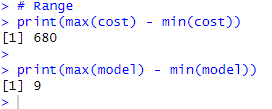 > # Range
> print(max(cost) - min(cost))
[1] 680
>
> print(max(model) - min(model))
[1] 9
>